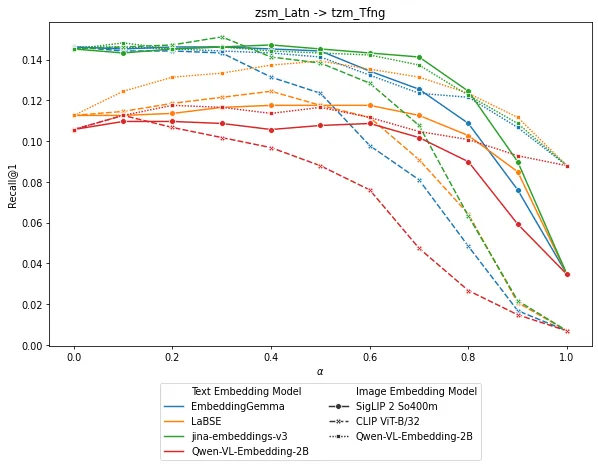 zsm_Latn -> tzm_Tfng
Recall@1
0.14
0.12
0.10
0.08
0.06
0.04
0.02
0.00
0.0 0.2 0.4 0.6 0.8 1.0
α
Text Embedding Model Image Embedding Model
EmbeddingGemma SigLIP 2 So400m
LaBSE CLIP ViT-B/32
jina-embeddings-v3 Qwen-VL-Embedding-2B
Qwen-VL-Embedding-2B